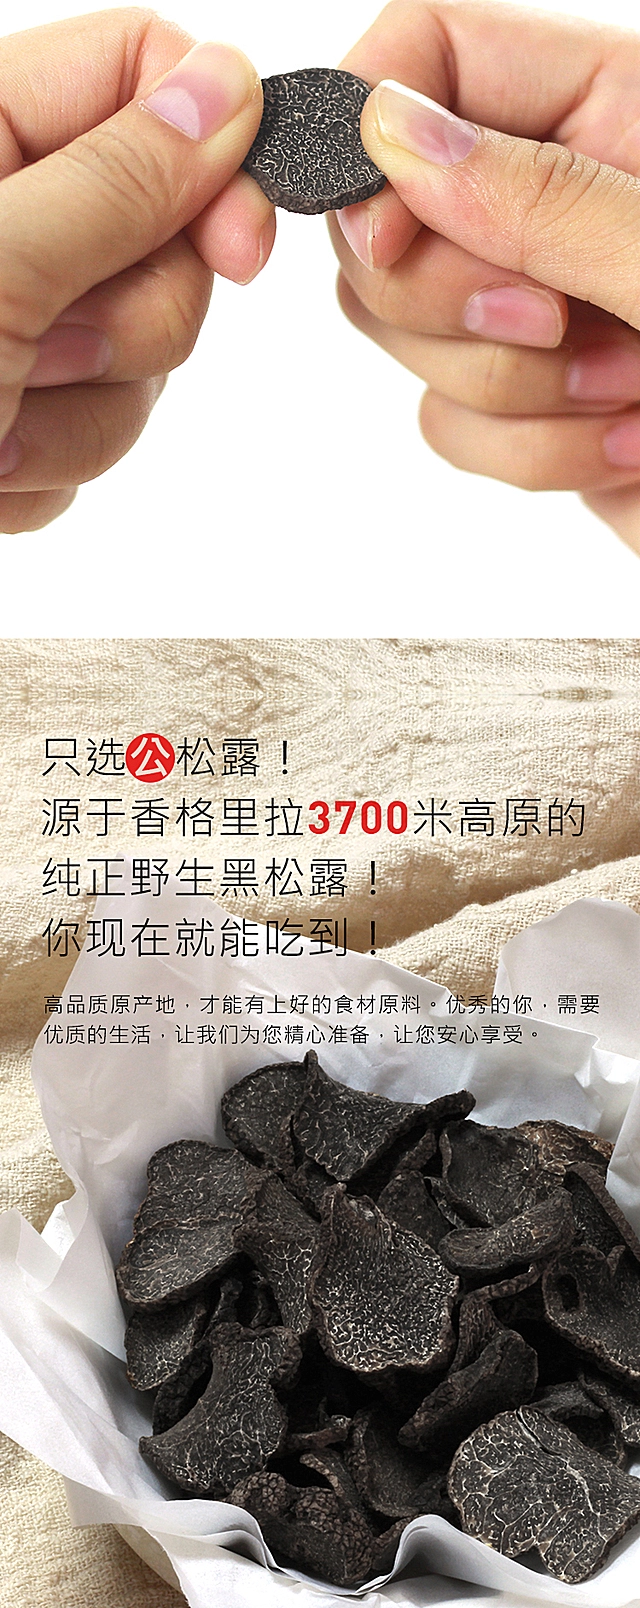 只选公松露！
源于香格里拉3700米高原的
纯正野生黑松露！
你现在就能吃到！
高品质原产地，才能有上好的食材原料。优秀的你，需要
优质的生活，让我们为您精心准备，让您安心享受。